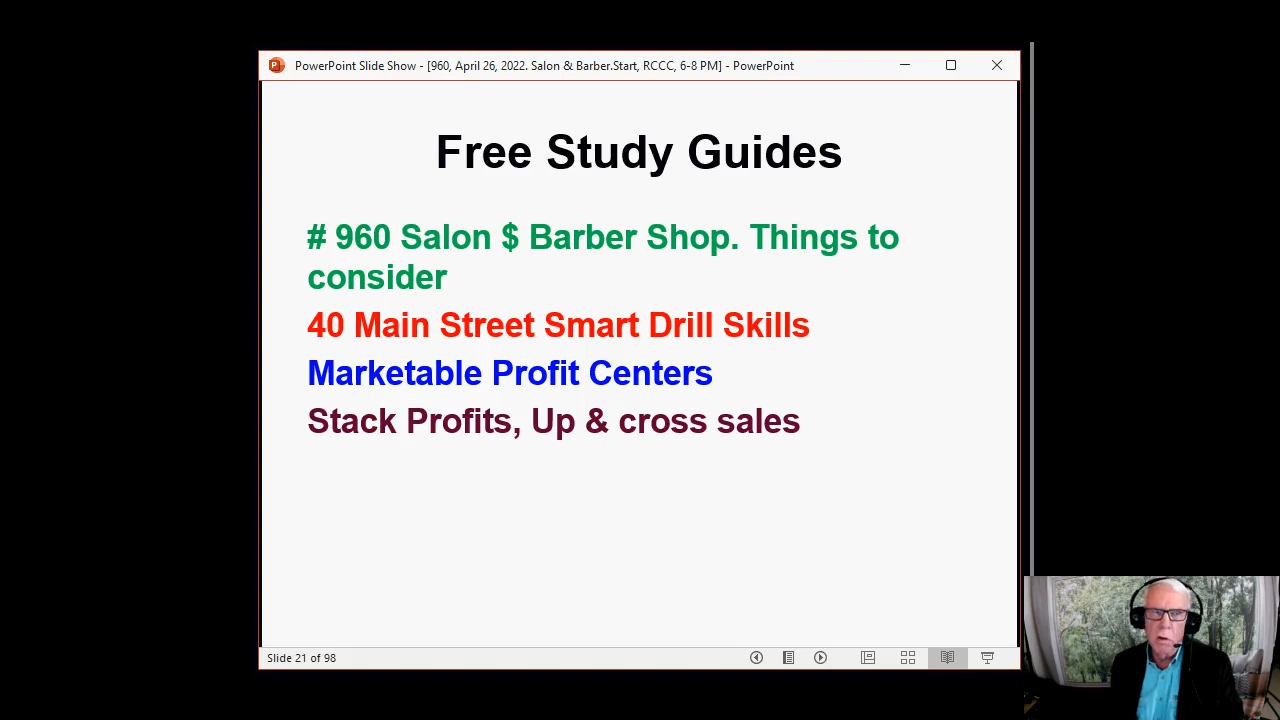 PowerPoint Slide Show - [960, April 26, 2022. Salon & Barber.Start, RCCC, 6-8 PM] - PowerPoint
Free Study Guides
# 960 Salon $ Barber Shop. Things to
consider
40 Main Street Smart Drill Skills
Marketable Profit Centers
Stack Profits, Up & cross sales
Slide 21 of 98